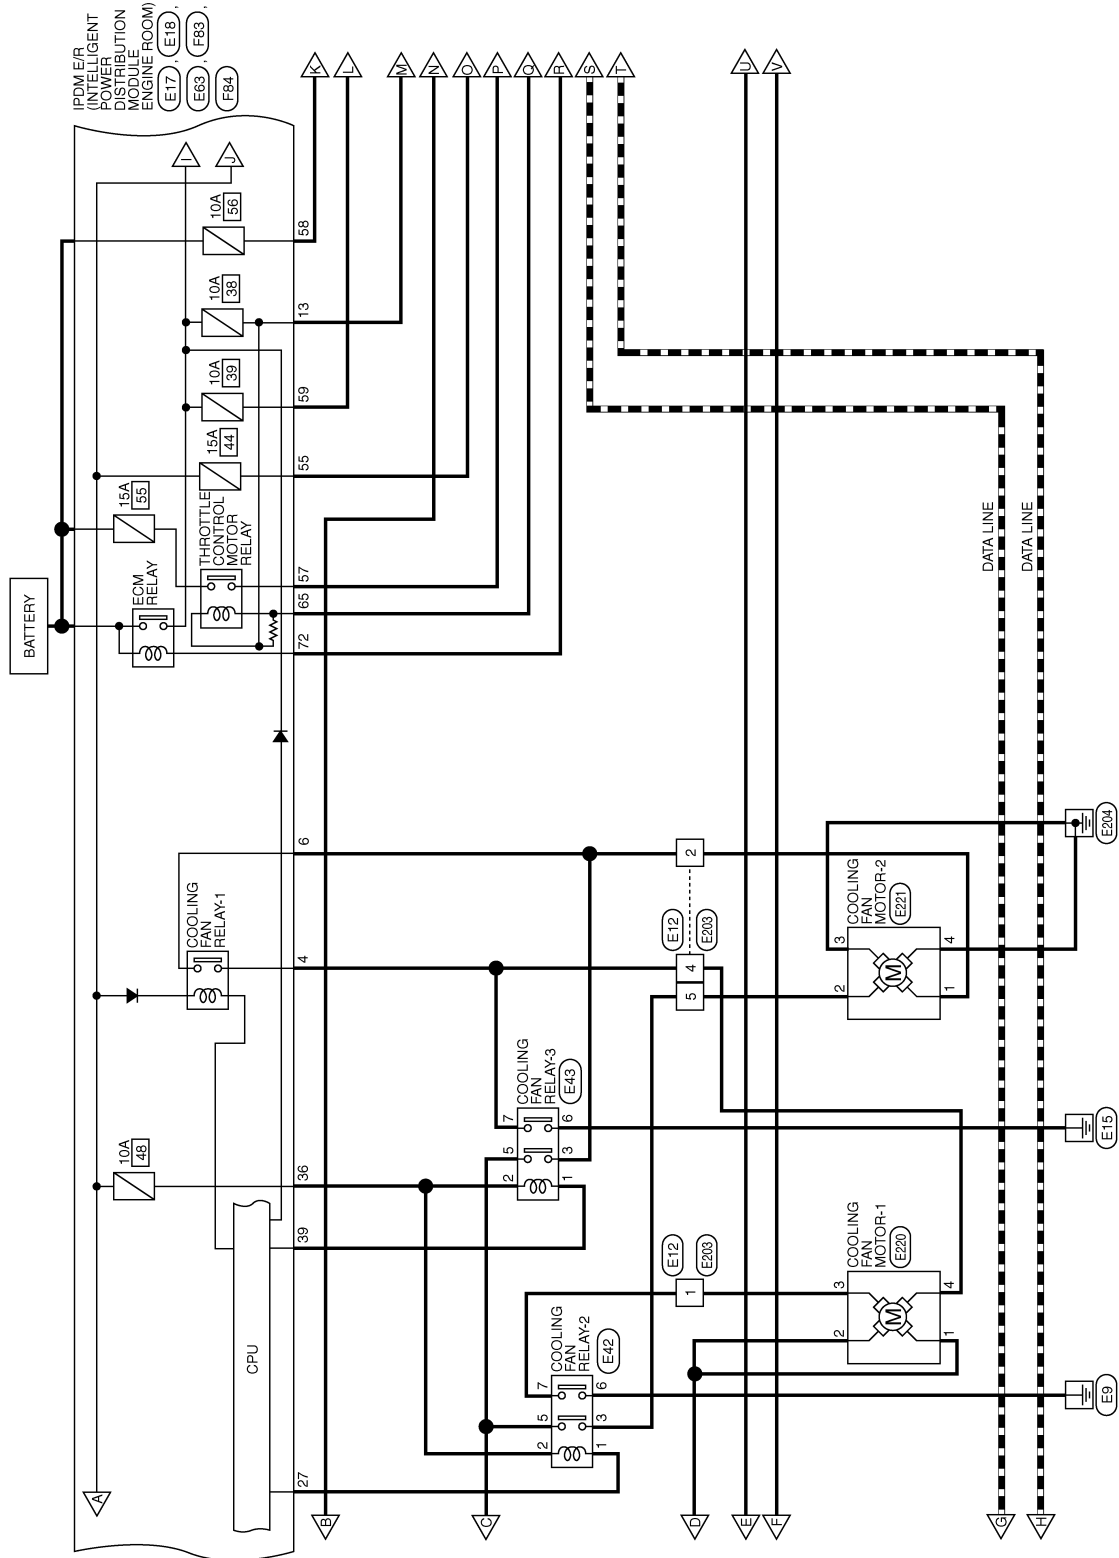 BATTERY
IPDM E/R
(INTELLIGENT
POWER
DISTRIBUTION
MODULE
ENGINE ROOM)
E17 , E18 ,
E63 , F83 ,
F84
I
J
10A
56
10A
38
10A
39
15A
44
15A
55
THROTTLE
CONTROL
MOTOR
RELAY
ECM
RELAY
COOLING
FAN
RELAY-1
10A
48
CPU
A
58
13
59
55
57
65
72
6
4
36
39
27
K
L
M
N
O
P
Q
R
S
T
U
V
COOLING
FAN
RELAY-3
E43
7
5
2
6
3
1
COOLING
FAN
RELAY-2
E42
7
5
2
6
3
1
2
4
5
E12
E203
1
E12
E203
COOLING
FAN
MOTOR-2
E221
3
2
4
1
M
COOLING
FAN
MOTOR-1
E220
3
2
4
1
M
DATA LINE
DATA LINE
E204
E15
E9
B
C
D
E
F
G
H